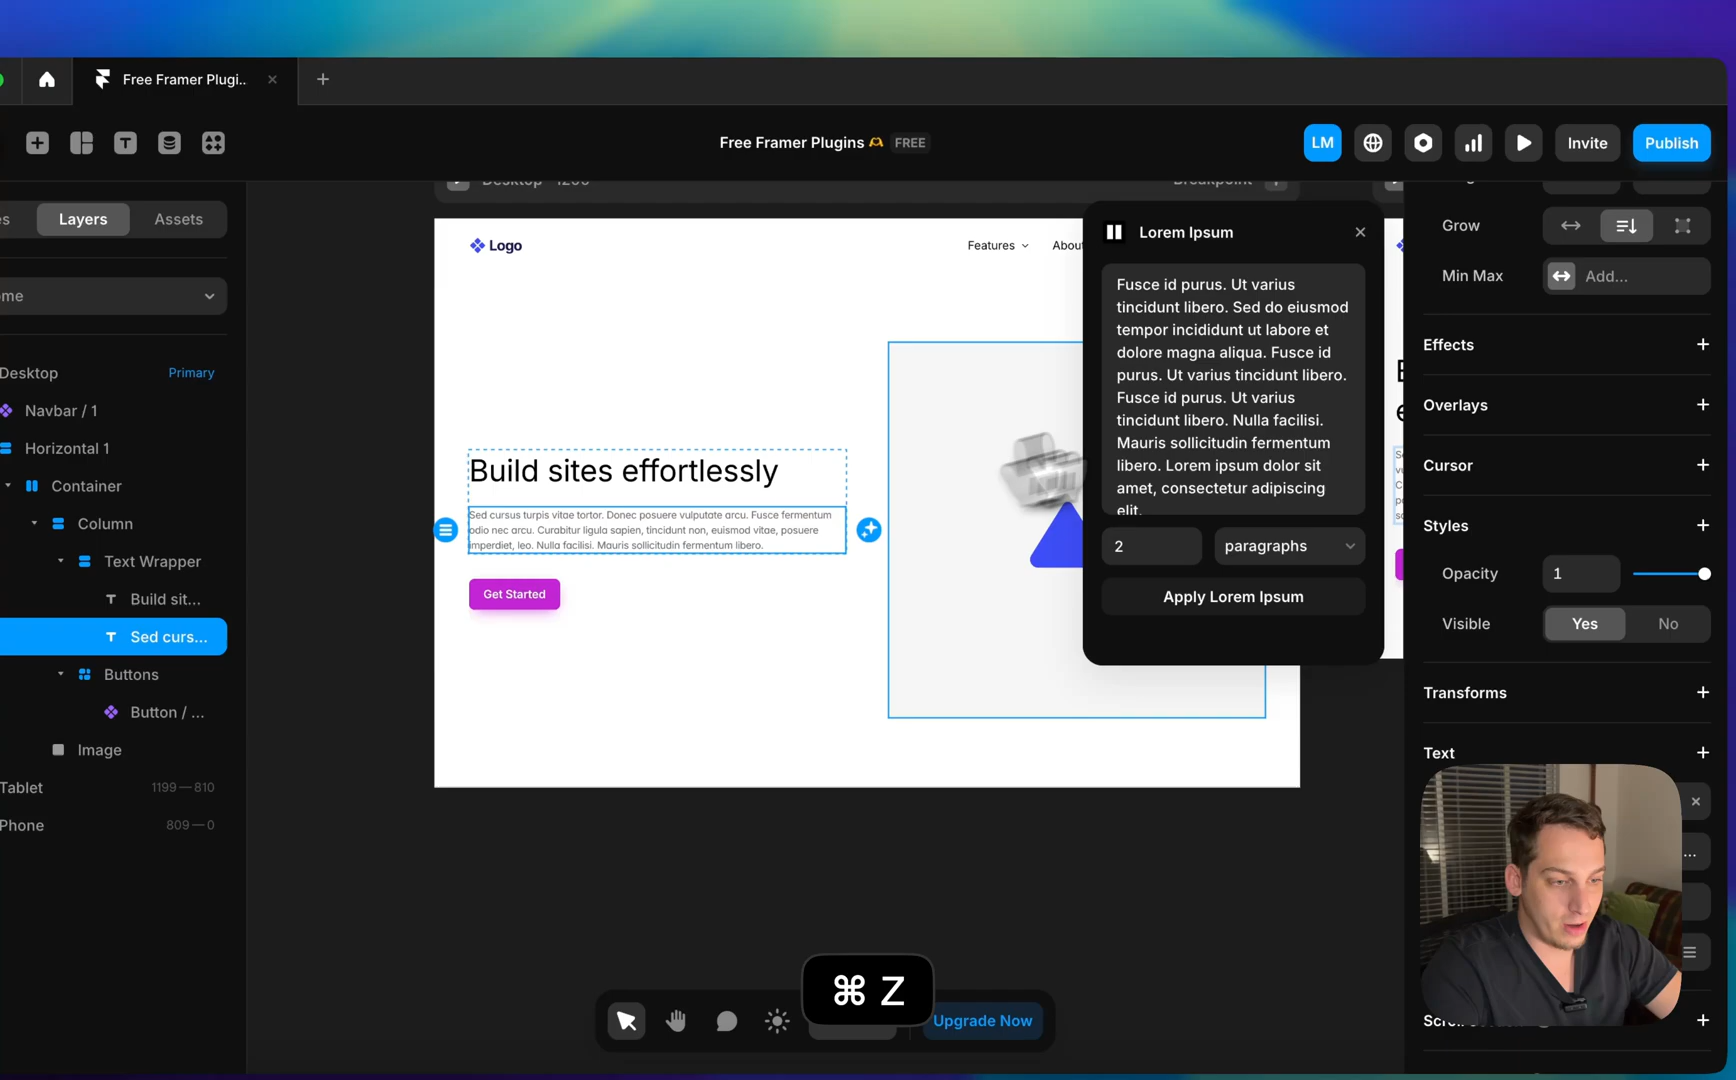 Free Framer Plugi..
Free Framer Plugins FREE
LM
Invite
Publish
Layers
Assets
ome
Desktop
Primary
Navbar / 1
Horizontal 1
Container
Column
Text Wrapper
Build sit...
Sed curs...
Buttons
Button / ...
Image
Tablet
1199—810
Phone
809—0
Desktop
1200
Breakpoint
Logo
Features
About
Build sites effortlessly
Sed cursus turpis vitae tortor. Donec posuere vulputate arcu. Fusce fermentum
odio nec arcu. Curabitur ligula sapien, tincidunt non, euismod vitae, posuere
imperdiet, leo. Nulla facilisi. Mauris sollicitudin fermentum libero.
Get Started
Lorem Ipsum
Fusce id purus. Ut varius
tincidunt libero. Sed do eiusmod
tempor incididunt ut labore et
dolore magna aliqua. Fusce id
purus. Ut varius tincidunt libero.
Fusce id purus. Ut varius
tincidunt libero. Nulla facilisi.
Mauris sollicitudin fermentum
libero. Lorem ipsum dolor sit
amet, consectetur adipiscing
elit.
2
paragraphs
Apply Lorem Ipsum
Grow
Min Max
Add...
Effects
Overlays
Cursor
Styles
Opacity
1
Visible
Yes
No
Transforms
Text
⌘ Z
Upgrade Now